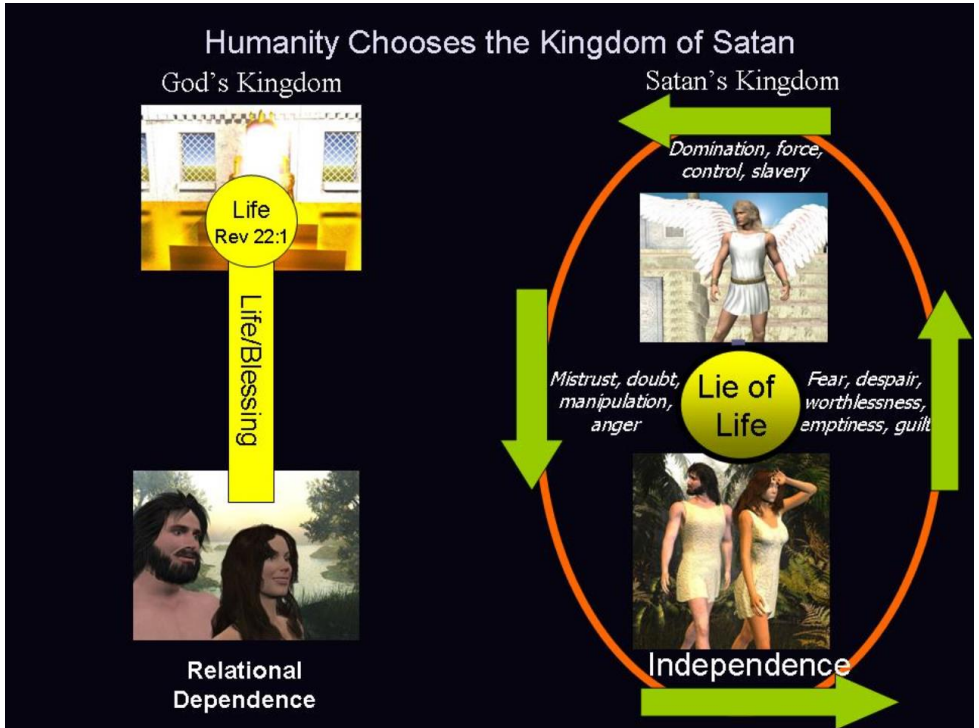 Humanity Chooses the Kingdom of Satan
God's Kingdom
Life
Rev 22:1
Life/Blessing
Relational
Dependence
Satan's Kingdom
Domination, force,
control, slavery
Mistrust, doubt,
manipulation,
anger
Lie of
Life
Fear, despair,
worthlessness,
emptiness, guilt
Independence